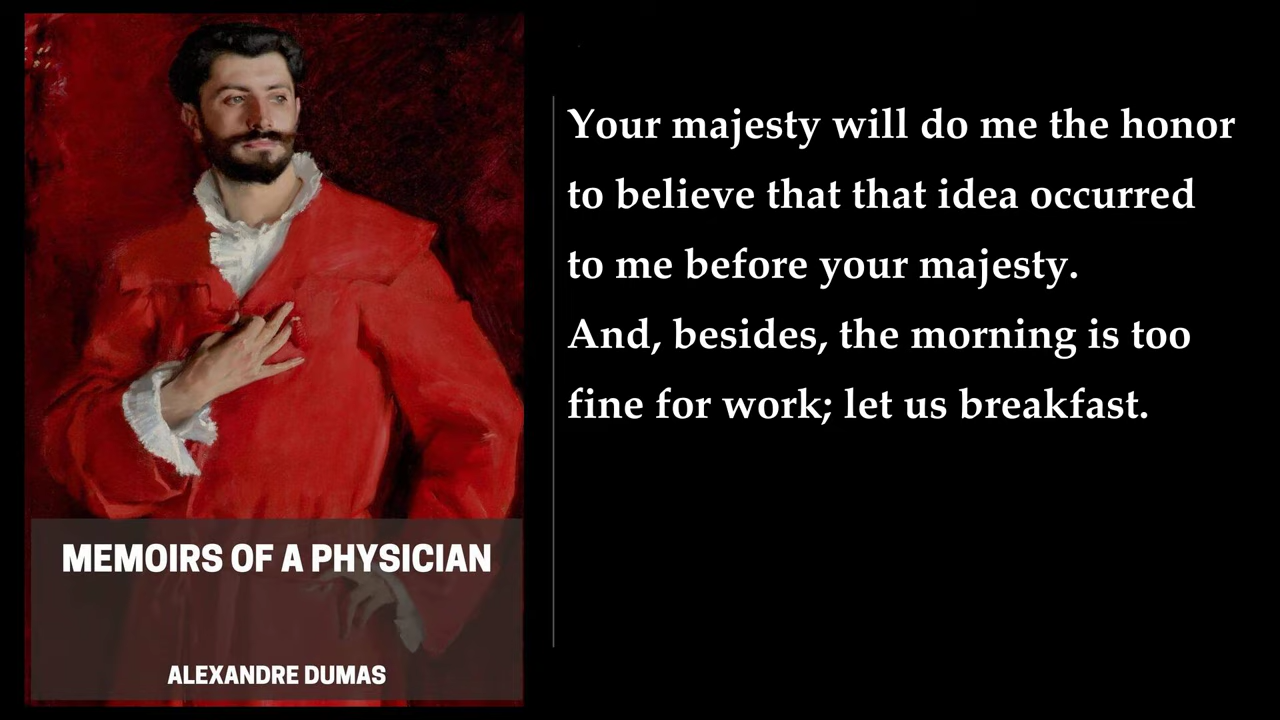 MEMOIRS OF A PHYSICIAN
ALEXANDRE DUMAS
Your majesty will do me the honor
to believe that that idea occurred
to me before your majesty.
And, besides, the morning is too
fine for work; let us breakfast.